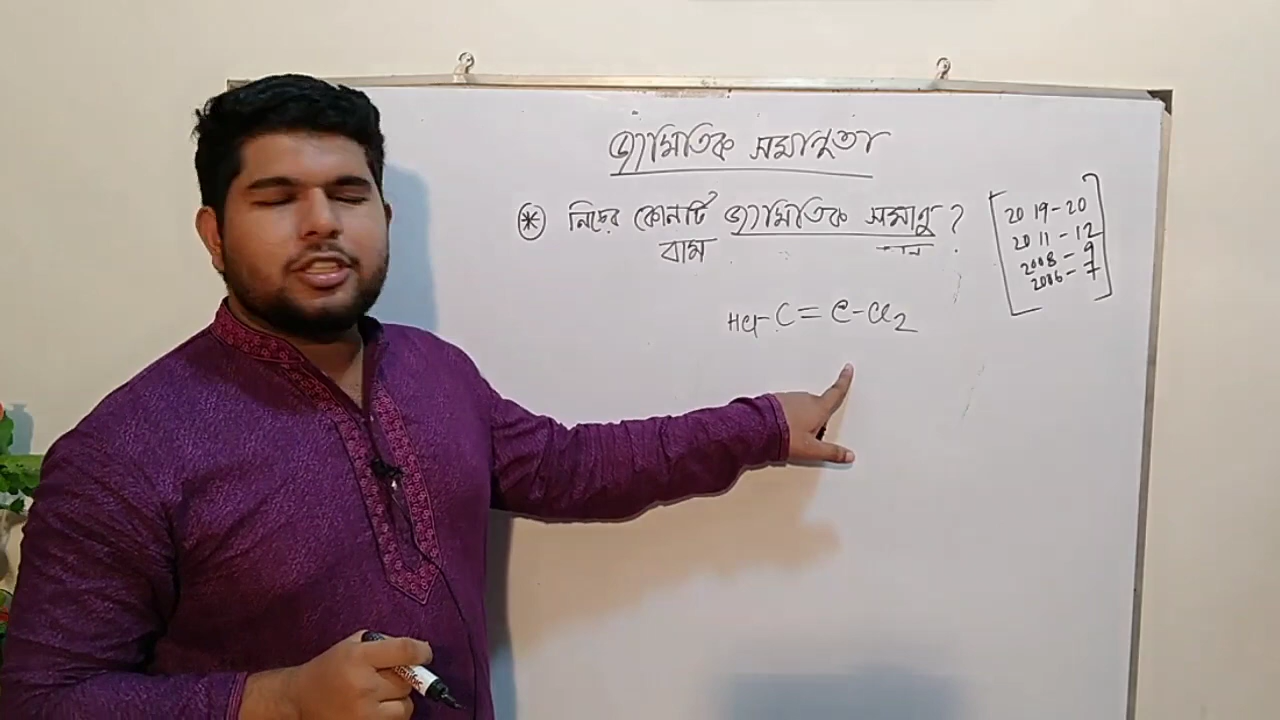 জ্যামিতিক সমানুতা
* নিচের কোনটি জ্যামিতিক সমানু ?
বাম ডান
HCl-C=C-Cl2
2019-20
2011-12
2008-9
2006-7